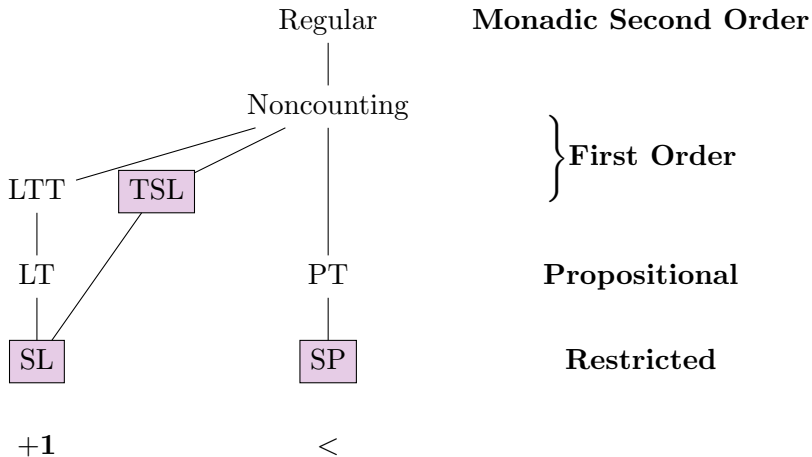 Regular Monadic Second Order
Noncounting
} First Order
LTT TSL
LT PT Propositional
SL SP Restricted
+1 <